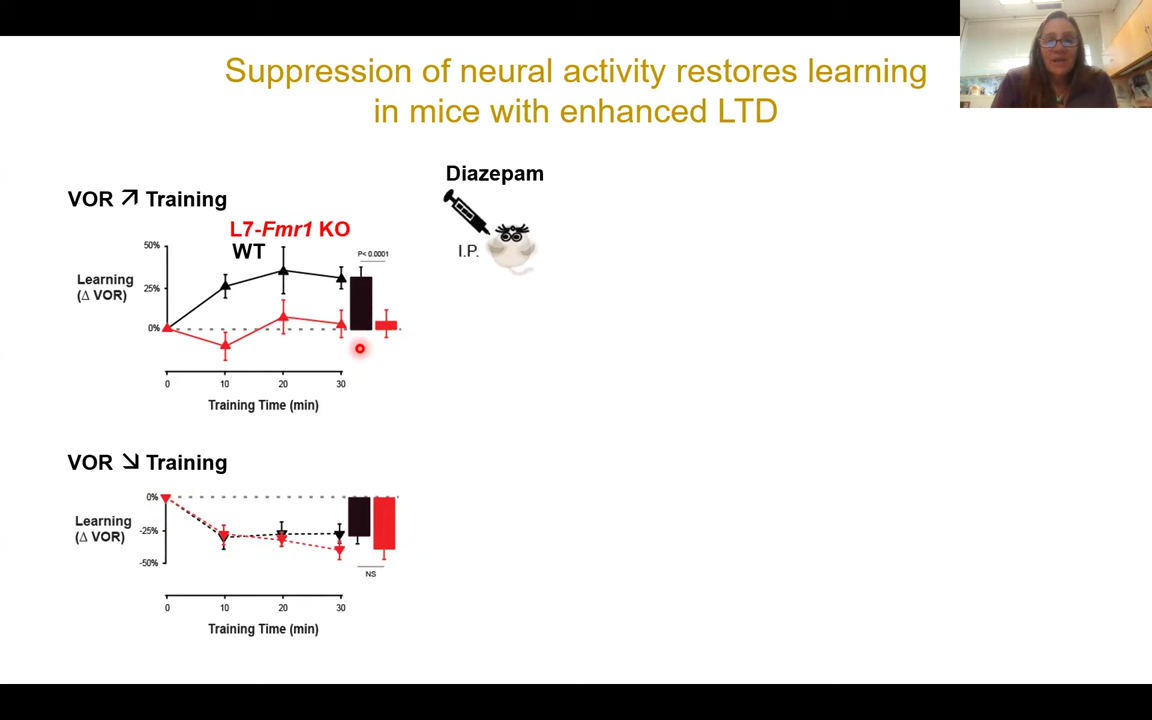 Suppression of neural activity restores learning
in mice with enhanced LTD
VOR ↗ Training
L7-Fmr1 KO
WT
50%
25%
0%
Learning
(Δ VOR)
P< 0.0001
0 10 20 30
Training Time (min)
Diazepam
I.P.
VOR ↘ Training
0%
-25%
-50%
Learning
(Δ VOR)
NS
0 10 20 30
Training Time (min)